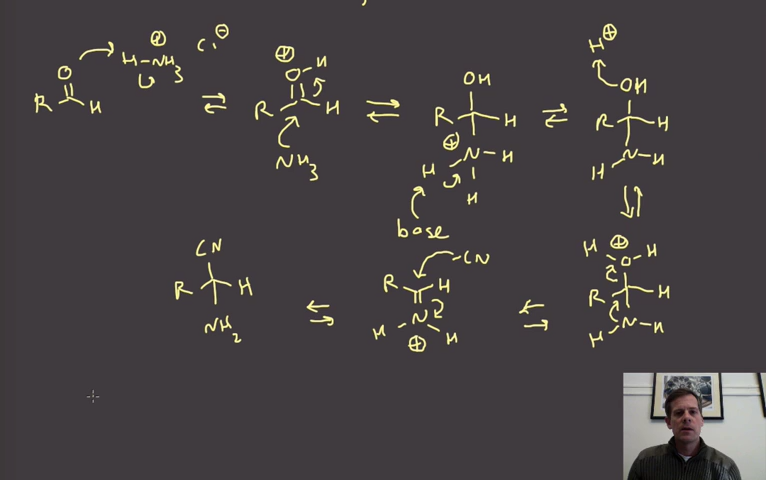 O H-NH₃ ⊕ Cl ⊖
R H
⊕ O-H
R H
NH₃
OH
R H
⊕
H N-H
H
base
H ⊕
OH
R H
H N-H
H ⊕ H
O
R H
H N-H
-CN
R H
N
H ⊕ H
CN
R H
NH₂